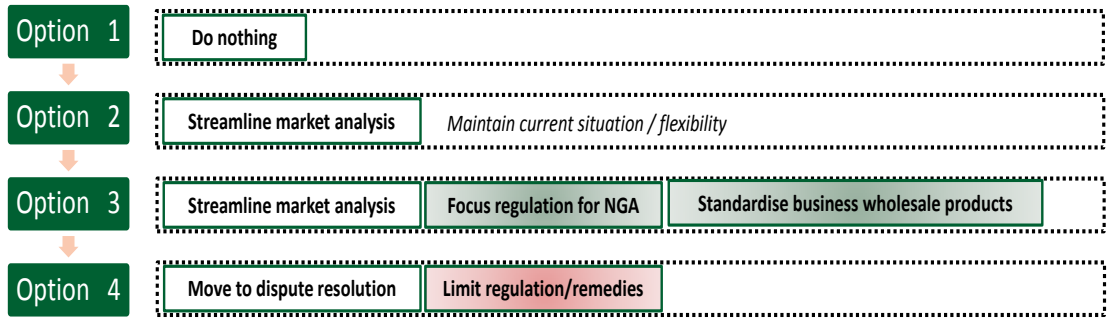 Option 1
Do nothing
Option 2
Streamline market analysis Maintain current situation / flexibility
Option 3
Streamline market analysis Focus regulation for NGA Standardise business wholesale products
Option 4
Move to dispute resolution Limit regulation/remedies